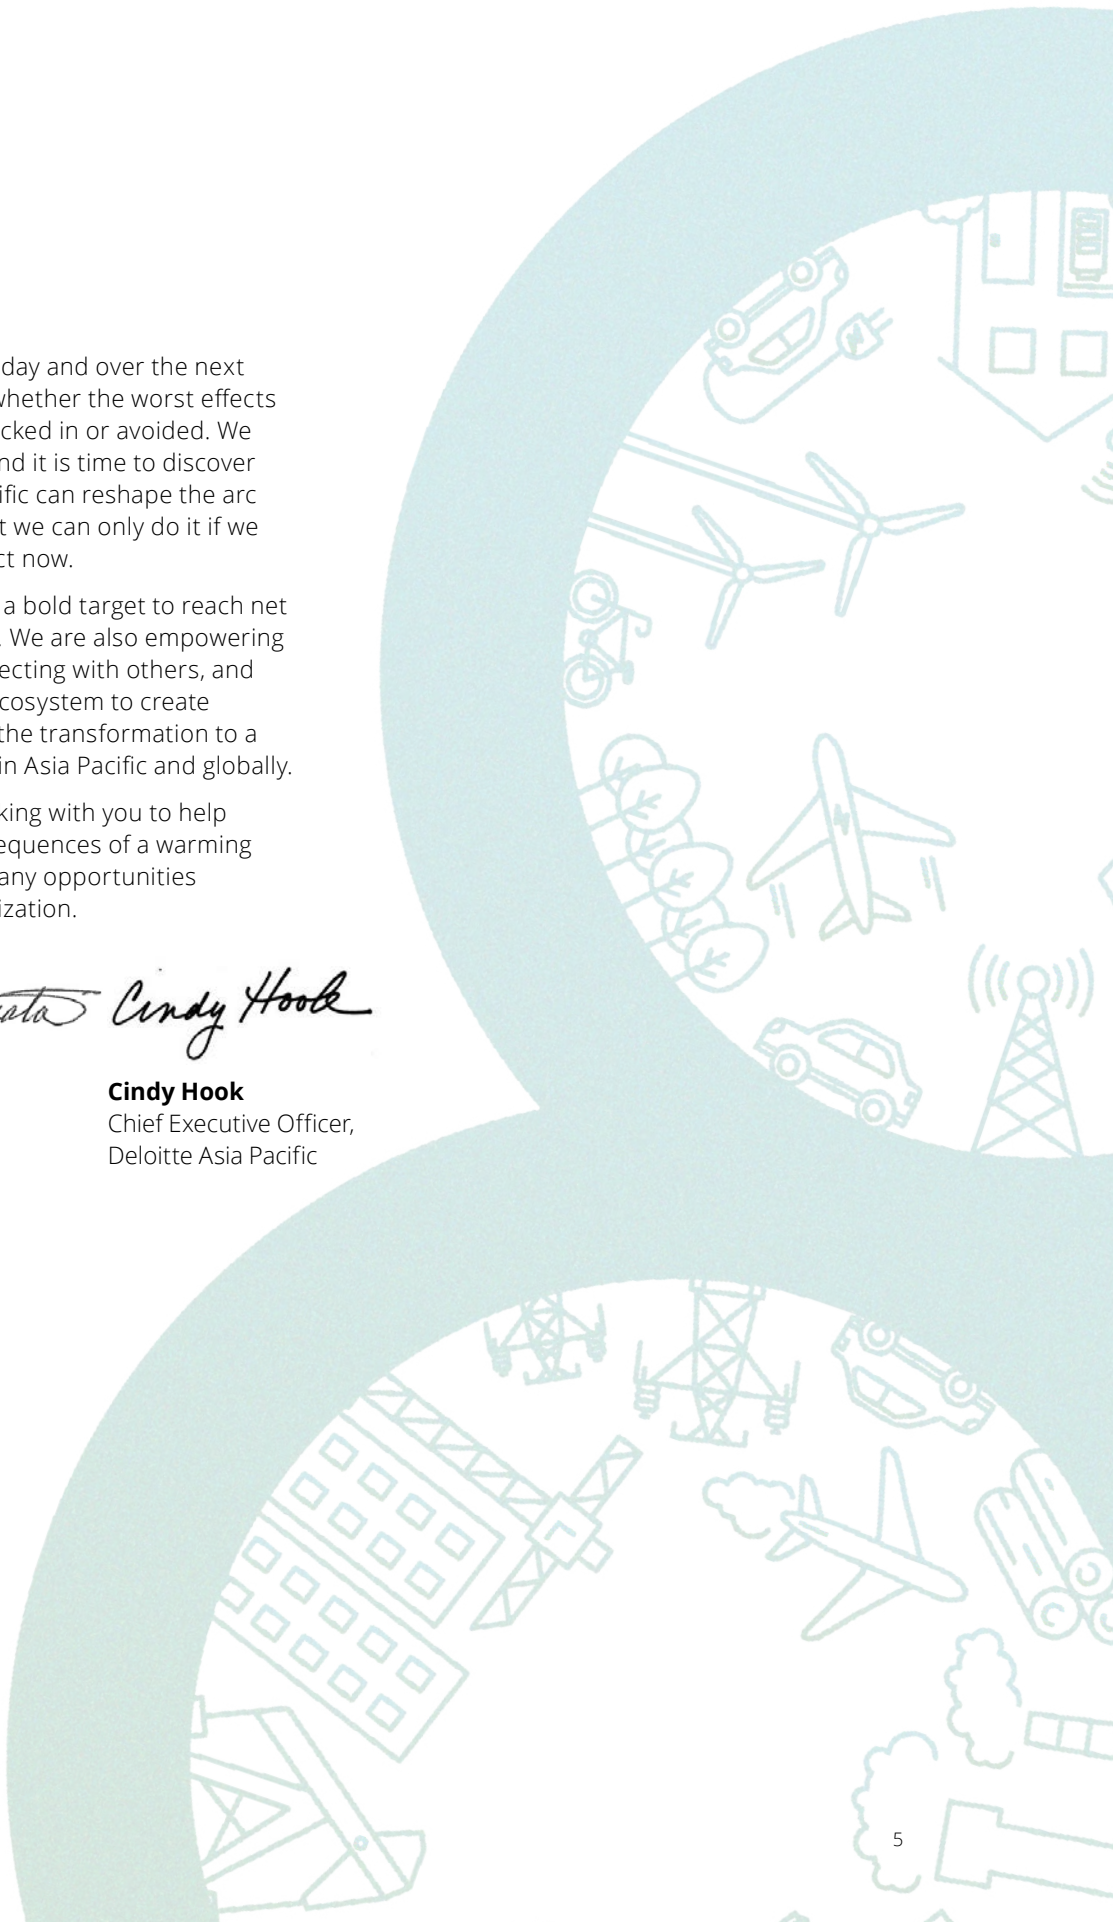 day and over the next
whether the worst effects
cked in or avoided. We
nd it is time to discover
ific can reshape the arc
t we can only do it if we
ct now.
a bold target to reach net
. We are also empowering
ecting with others, and
cosystem to create
the transformation to a
in Asia Pacific and globally.
king with you to help
equences of a warming
any opportunities
ization.
Cindy Hook
Cindy Hook
Chief Executive Officer,
Deloitte Asia Pacific
5